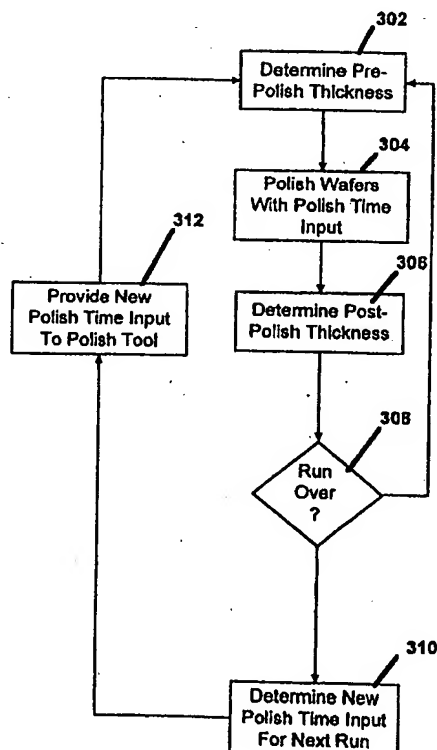 302
Determine Pre-
Polish Thickness
304
Polish Wafers
With Polish Time
Input
312
Provide New
Polish Time Input
To Polish Tool
306
Determine Post-
Polish Thickness
308
Run
Over
?
310
Determine New
Polish Time Input
For Next Run